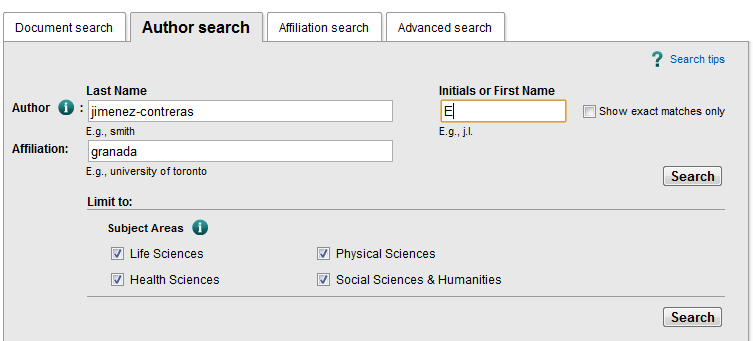 Document search Author search Affiliation search Advanced search
? Search tips
Last Name Initials or First Name
Author i : jimenez-contreras E Show exact matches only
E.g., smith E.g., j.l.
Affiliation: granada
E.g., university of toronto
Search
Limit to:
Subject Areas i
Life Sciences Physical Sciences
Health Sciences Social Sciences & Humanities
Search